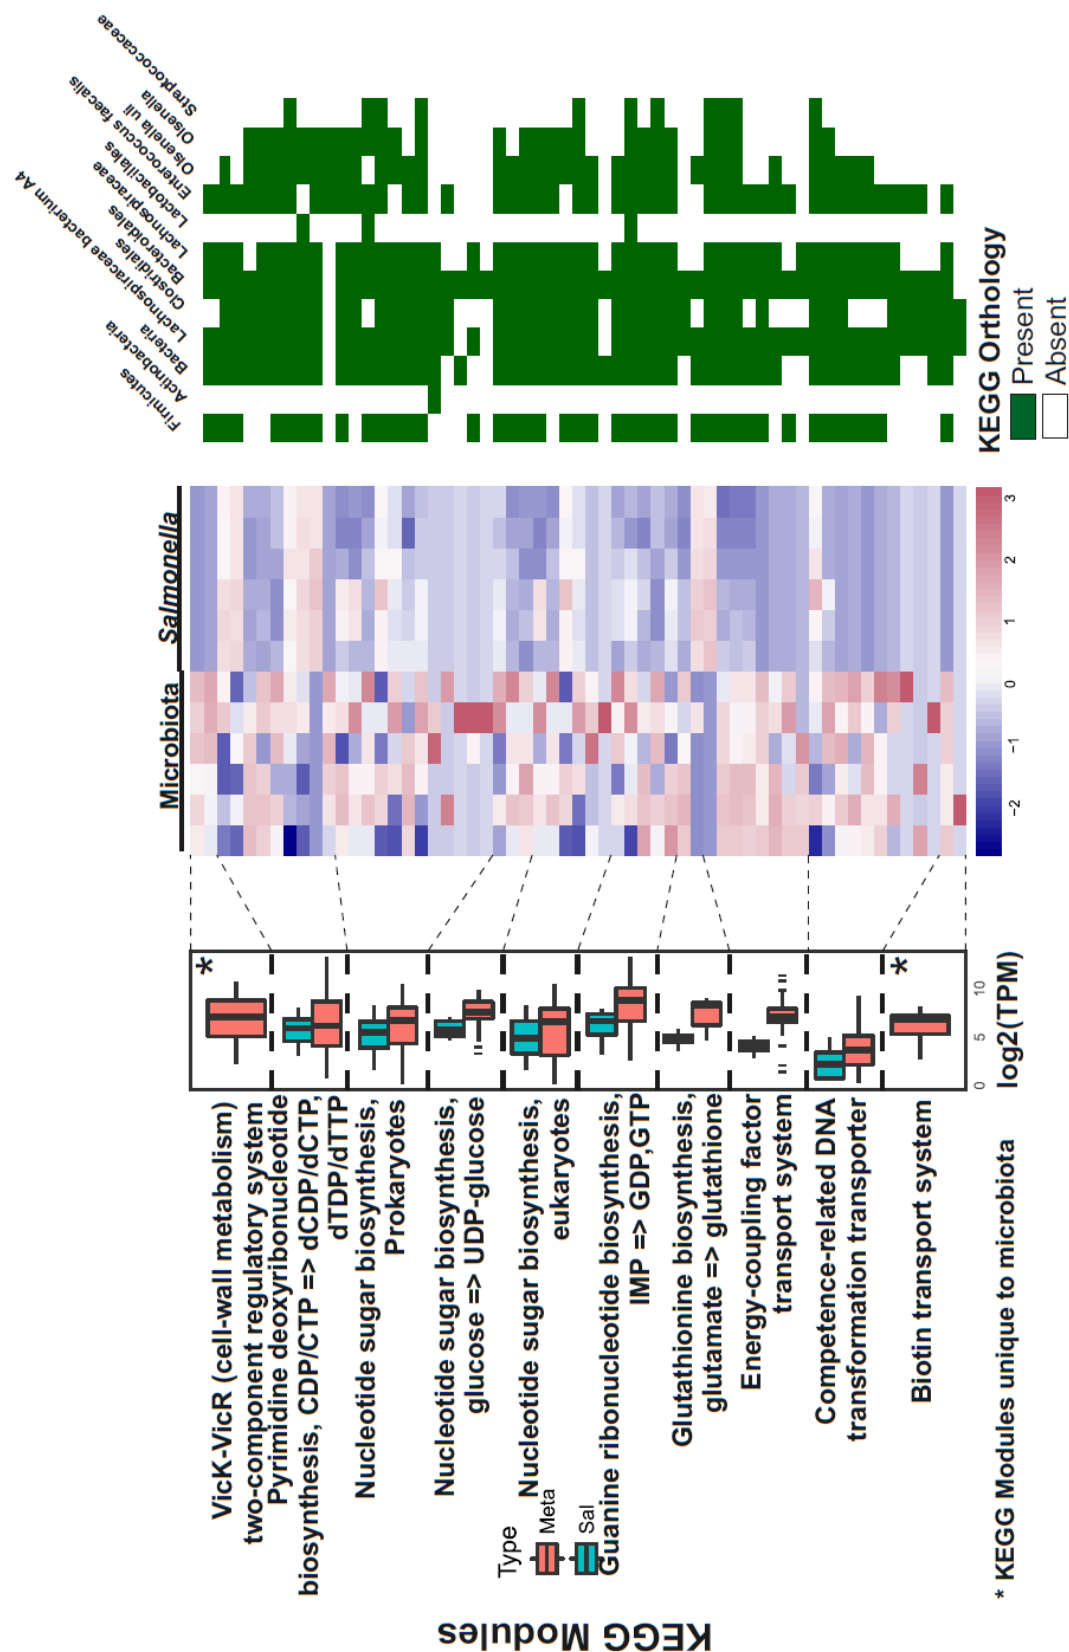 KEGG Modules
VicK-VicR (cell-wall metabolism)
two-component regulatory system
Pyrimidine deoxyribonucleotide
biosynthesis, CDP/CTP => dCDP/dCTP,
dTDP/dTTP
Nucleotide sugar biosynthesis,
Prokaryotes
Nucleotide sugar biosynthesis,
glucose => UDP-glucose
Nucleotide sugar biosynthesis,
eukaryotes
Guanine ribonucleotide biosynthesis,
IMP => GDP,GTP
Glutathionine biosynthesis,
glutamate => glutathione
Energy-coupling factor
transport system
Competence-related DNA
transformation transporter
Biotin transport system
Type
Meta
Sal
* KEGG Modules unique to microbiota
*
*
0 5 10
log2(TPM)
Microbiota
Salmonella
-2 -1 0 1 2 3
Firmicutes
Actinobacteria
Bacteria
Lachnospiraceae bacterium A4
Clostridiales
Bacteroidales
Lachnospiraceae
Lactobacillales
Enterococcus faecalis
Olsenella uli
Olsenella
Streptococcaceae
KEGG Orthology
Present
Absent